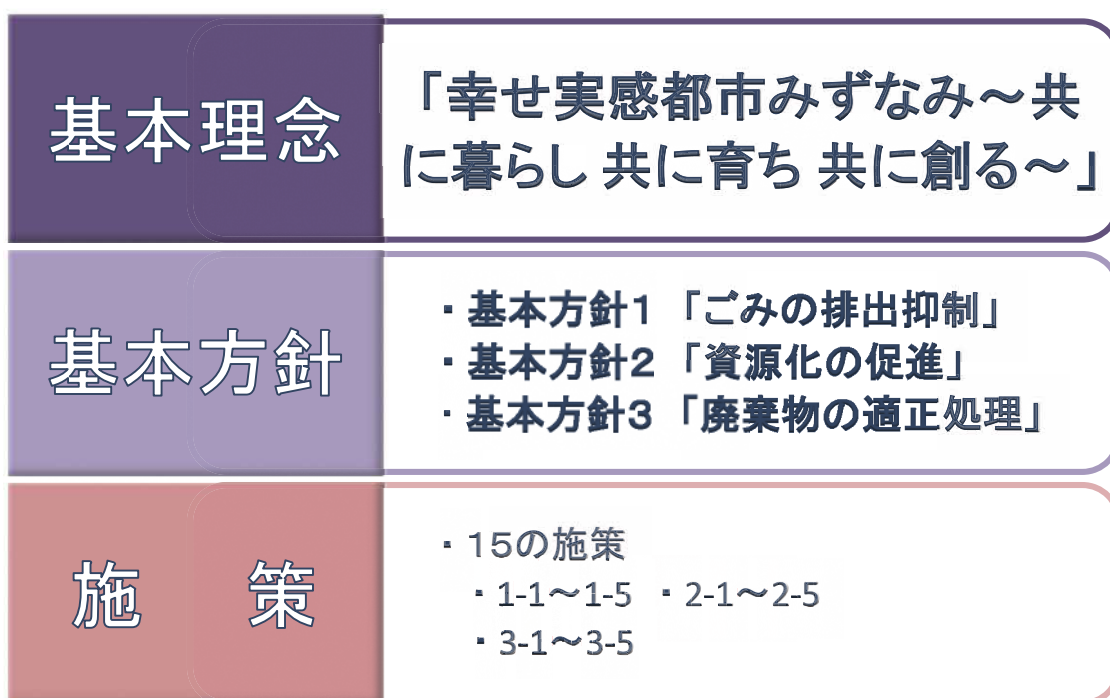 基本理念
「幸せ実感都市みずなみ～共
に暮らし 共に育ち 共に創る～」
基本方針
・基本方針1 「ごみの排出抑制」
・基本方針2 「資源化の促進」
・基本方針3 「廃棄物の適正処理」
施 策
・15の施策
・1-1～1-5 ・2-1～2-5
・3-1～3-5